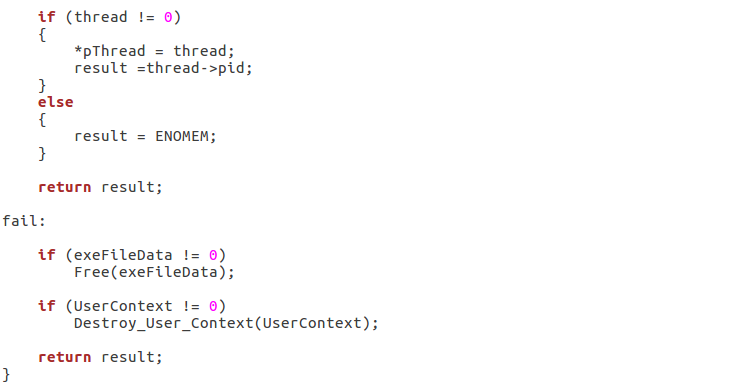 if (thread != 0)
{
*pThread = thread;
result =thread->pid;
}
else
{
result = ENOMEM;
}
return result;
fail:
if (exeFileData != 0)
Free(exeFileData);
if (UserContext != 0)
Destroy_User_Context(UserContext);
return result;
}